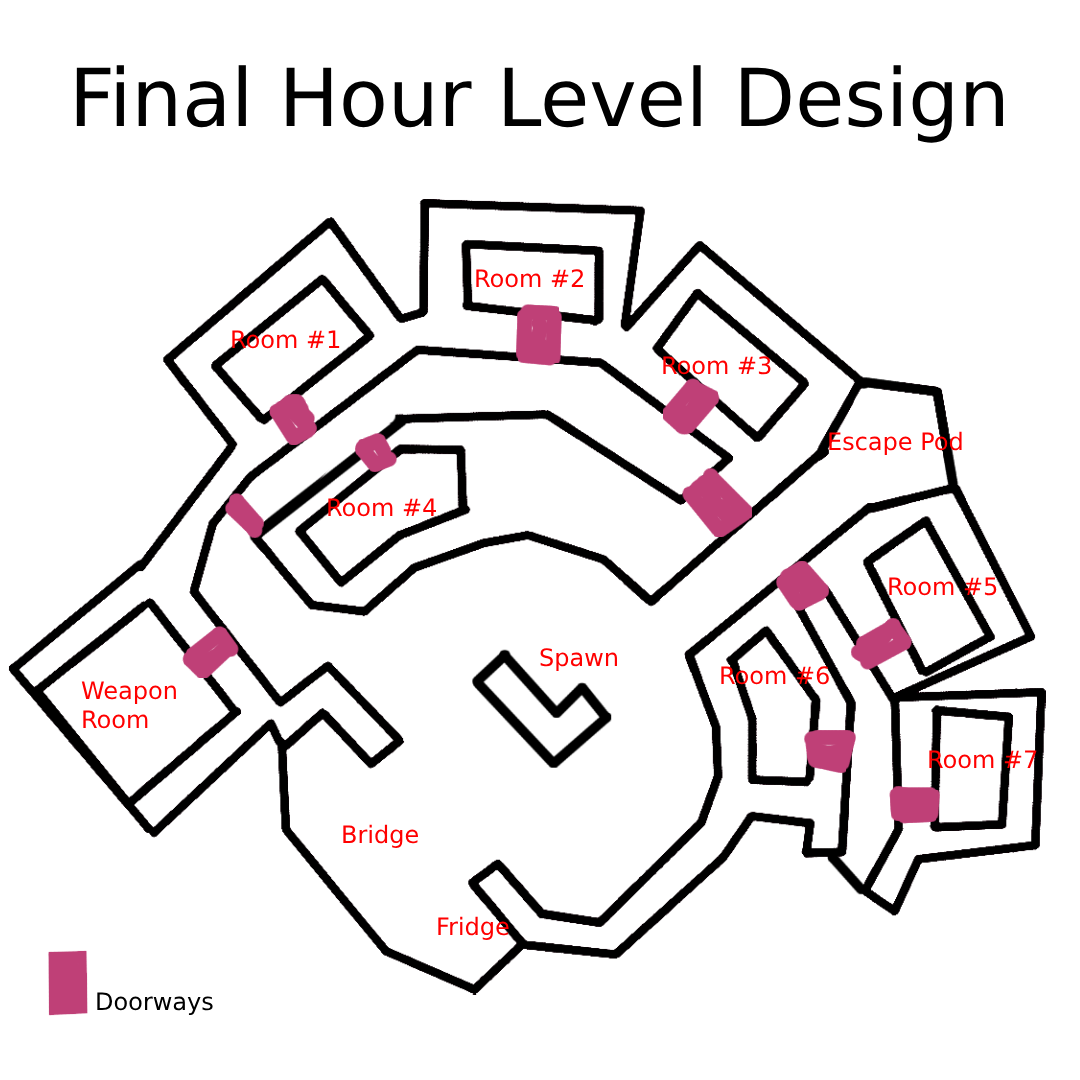 Final Hour Level Design
Room #1
Room #2
Room #3
Escape Pod
Room #4
Room #5
Spawn
Room #6
Weapon
Room
Room #7
Bridge
Fridge
Doorways